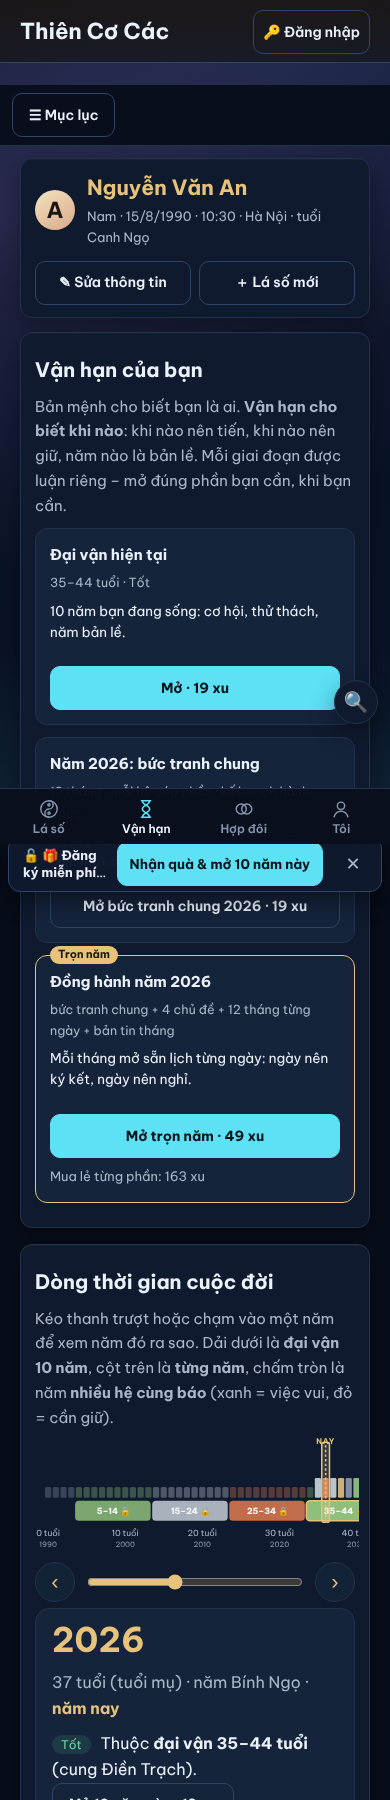 Thiên Cơ Các
🔑 Đăng nhập
☰ Mục lục
A
Nguyễn Văn An
Nam · 15/8/1990 · 10:30 · Hà Nội · tuổi
Canh Ngọ
✎ Sửa thông tin
+ Lá số mới
Vận hạn của bạn
Bản mệnh cho biết bạn là ai. Vận hạn cho
biết khi nào: khi nào nên tiến, khi nào nên
giữ, năm nào là bản lề. Mỗi giai đoạn được
luận riêng – mở đúng phần bạn cần, khi bạn
cần.
Đại vận hiện tại
35–44 tuổi · Tốt
10 năm bạn đang sống: cơ hội, thử thách,
năm bản lề.
Mở · 19 xu
Năm 2026: bức tranh chung
Lá số
Vận hạn
Hợp đôi
Tôi
🔓 🎁 Đăng
ký miễn phí...
Nhận quà & mở 10 năm này
✕
Mở bức tranh chung 2026 · 19 xu
Trọn năm
Đồng hành năm 2026
bức tranh chung + 4 chủ đề + 12 tháng từng
ngày + bản tin tháng
Mỗi tháng mở sẵn lịch từng ngày: ngày nên
ký kết, ngày nên nghỉ.
Mở trọn năm · 49 xu
Mua lẻ từng phần: 163 xu
Dòng thời gian cuộc đời
Kéo thanh trượt hoặc chạm vào một năm
để xem năm đó ra sao. Dải dưới là đại vận
10 năm, cột trên là từng năm, chấm tròn là
năm nhiều hệ cùng báo (xanh = việc vui, đỏ
= cần giữ).
NAY
5–14 🔒
15–24 🔒
25–34 🔒
35–44
0 tuổi
10 tuổi
20 tuổi
30 tuổi
40 t
1990
2000
2010
2020
203
‹
›
2026
37 tuổi (tuổi mụ) · năm Bính Ngọ ·
năm nay
Tốt Thuộc đại vận 35–44 tuổi
(cung Điền Trạch).